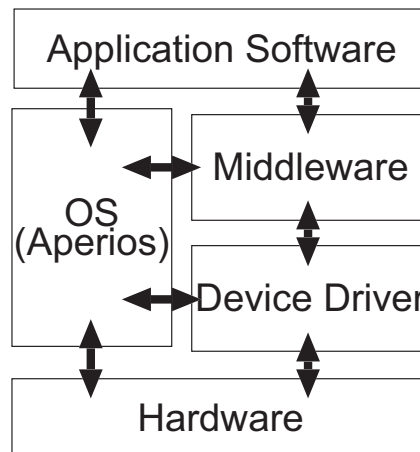 Application Software
Middleware
OS
(Aperios)
Device Driver
Hardware